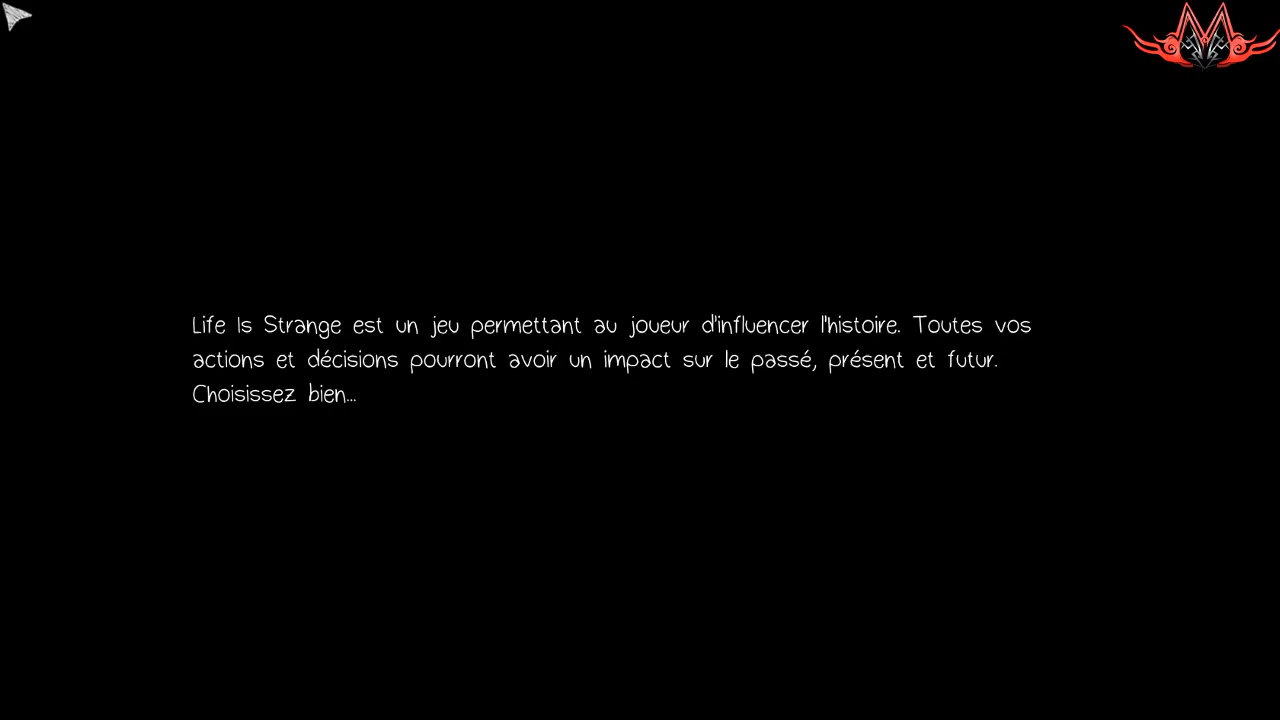 Life Is Strange est un jeu permettant au joueur d'influencer l'histoire. Toutes vos
actions et décisions pourront avoir un impact sur le passé, présent et futur.
Choisissez bien...